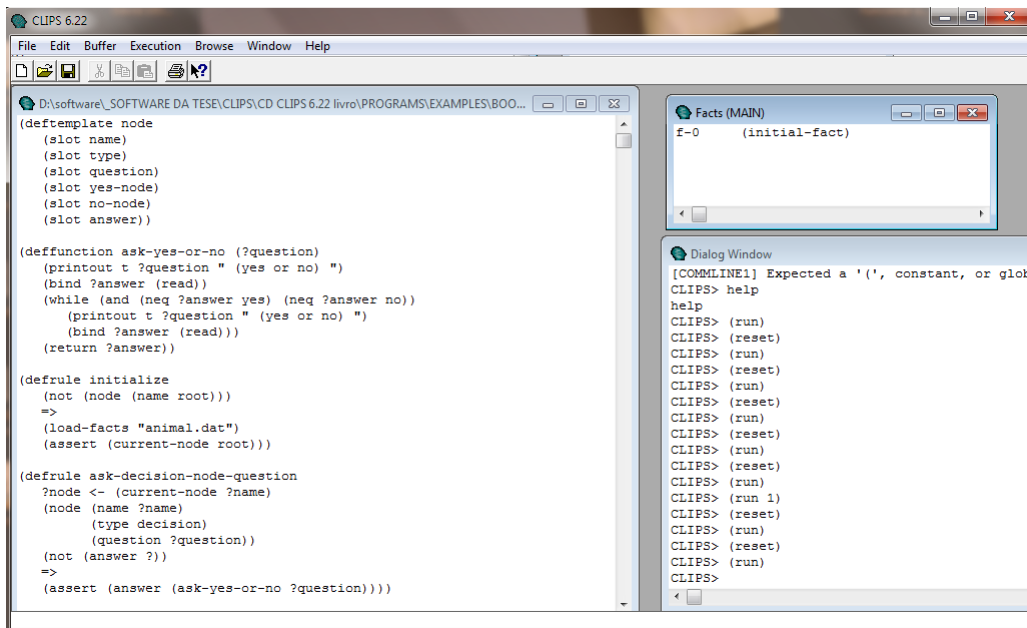 CLIPS 6.22
File Edit Buffer Execution Browse Window Help
D:\software\_SOFTWARE DA TESE\CLIPS\CD CLIPS 6.22 livro\PROGRAMS\EXAMPLES\BOO...
(deftemplate node
   (slot name)
   (slot type)
   (slot question)
   (slot yes-node)
   (slot no-node)
   (slot answer))
(deffunction ask-yes-or-no (?question)
   (printout t ?question " (yes or no) ")
   (bind ?answer (read))
   (while (and (neq ?answer yes) (neq ?answer no))
      (printout t ?question " (yes or no) ")
      (bind ?answer (read)))
   (return ?answer))
(defrule initialize
   (not (node (name root)))
   =>
   (load-facts "animal.dat")
   (assert (current-node root)))
(defrule ask-decision-node-question
   ?node <- (current-node ?name)
   (node (name ?name)
         (type decision)
         (question ?question))
   (not (answer ?))
   =>
   (assert (answer (ask-yes-or-no ?question))))
Facts (MAIN)
f-0     (initial-fact)
Dialog Window
[COMMLINE1] Expected a '(', constant, or glob
CLIPS> help
help
CLIPS> (run)
CLIPS> (reset)
CLIPS> (run)
CLIPS> (reset)
CLIPS> (run)
CLIPS> (reset)
CLIPS> (run)
CLIPS> (reset)
CLIPS> (run)
CLIPS> (reset)
CLIPS> (run)
CLIPS> (run 1)
CLIPS> (reset)
CLIPS> (run)
CLIPS> (reset)
CLIPS> (run)
CLIPS>